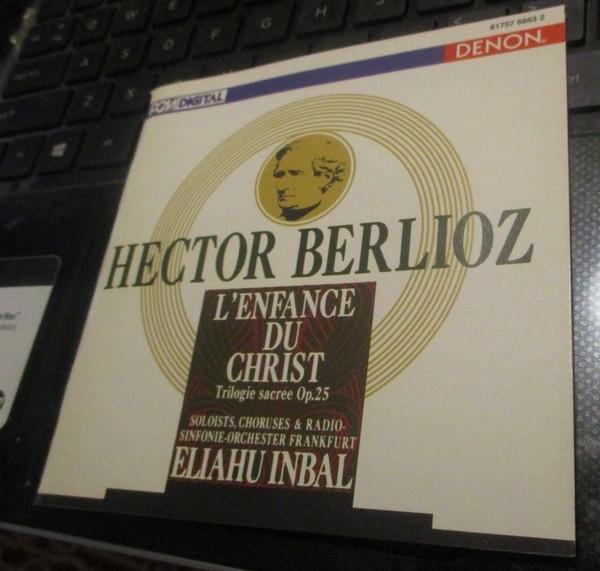 81757 6863 2
DENON
PCM DIGITAL
HECTOR BERLIOZ
L'ENFANCE
DU
CHRIST
Trilogie sacrée Op.25
SOLOISTS, CHORUSES & RADIO-
SINFONIE-ORCHESTER FRANKFURT
ELIAHU INBAL